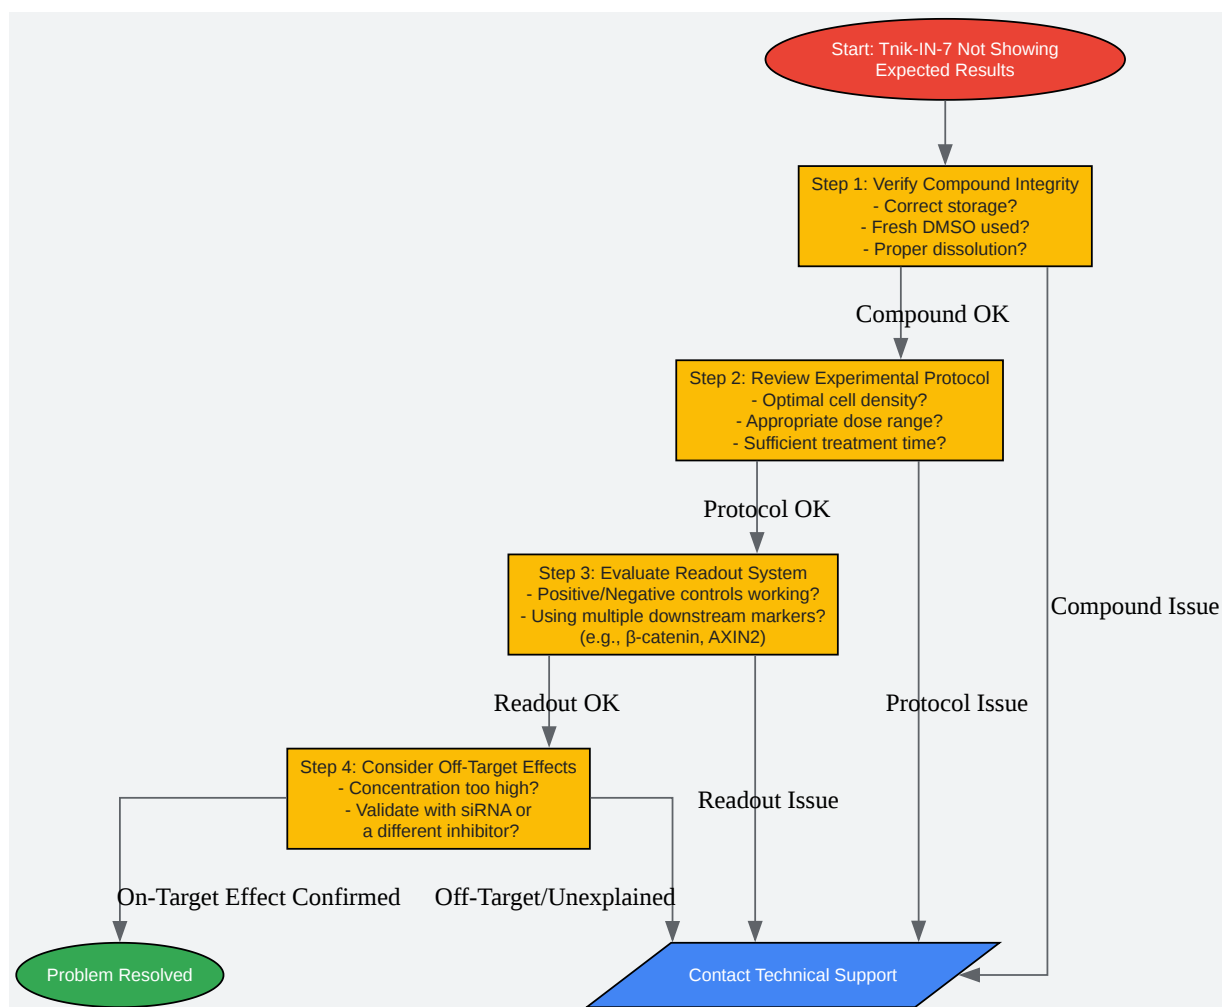 Start: Tnik-IN-7 Not Showing
Expected Results
Step 1: Verify Compound Integrity
- Correct storage?
- Fresh DMSO used?
- Proper dissolution?
Compound OK
Step 2: Review Experimental Protocol
- Optimal cell density?
- Appropriate dose range?
- Sufficient treatment time?
Protocol OK
Step 3: Evaluate Readout System
- Positive/Negative controls working?
- Using multiple downstream markers?
(e.g., β-catenin, AXIN2)
Compound Issue
Readout OK
Protocol Issue
Step 4: Consider Off-Target Effects
- Concentration too high?
- Validate with siRNA or
a different inhibitor?
Readout Issue
On-Target Effect Confirmed
Off-Target/Unexplained
Problem Resolved
Contact Technical Support